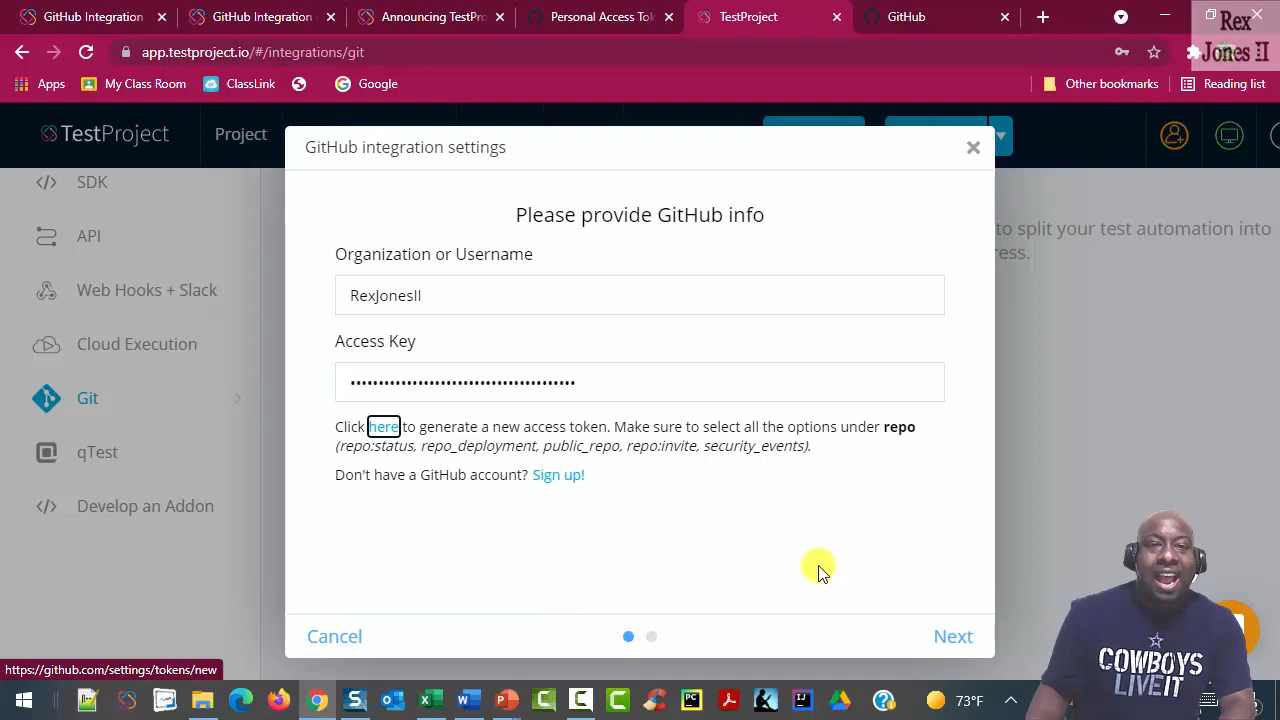 GitHub Integration
GitHub Integration
Announcing TestPro
Personal Access Token
TestProject
GitHub
app.testproject.io/#/integrations/git
Rex
Jones II
Apps
My Class Room
ClassLink
Google
Other bookmarks
Reading list
TestProject
Project
SDK
API
Web Hooks + Slack
Cloud Execution
Git
qTest
Develop an Addon
to split your test automation into
ress.
GitHub integration settings
Please provide GitHub info
Organization or Username
RexJonesII
Access Key
••••••••••••••••••••••••••••••••••••••••
Click here to generate a new access token. Make sure to select all the options under repo
(repo:status, repo_deployment, public_repo, repo:invite, security_events).
Don't have a GitHub account? Sign up!
Cancel
Next
https://github.com/settings/tokens/new
COWBOYS
LIVE IT
73°F